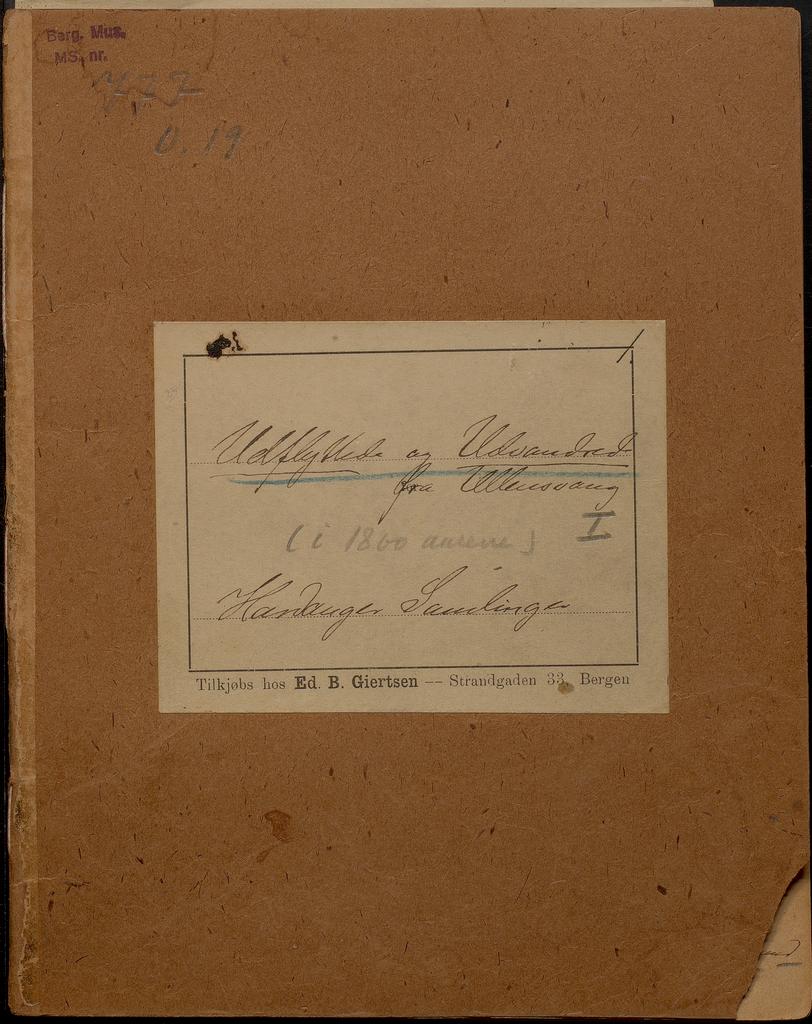 Berg. Mus.
MS. nr.
O. 19
1.
Udflyttede og Udvandrede
fra Ullensvang
I
(i 1860 aarene)
Hardanger Samlinger
Tilkjøbs hos Ed. B. Giertsen — Strandgaden 33, Bergen